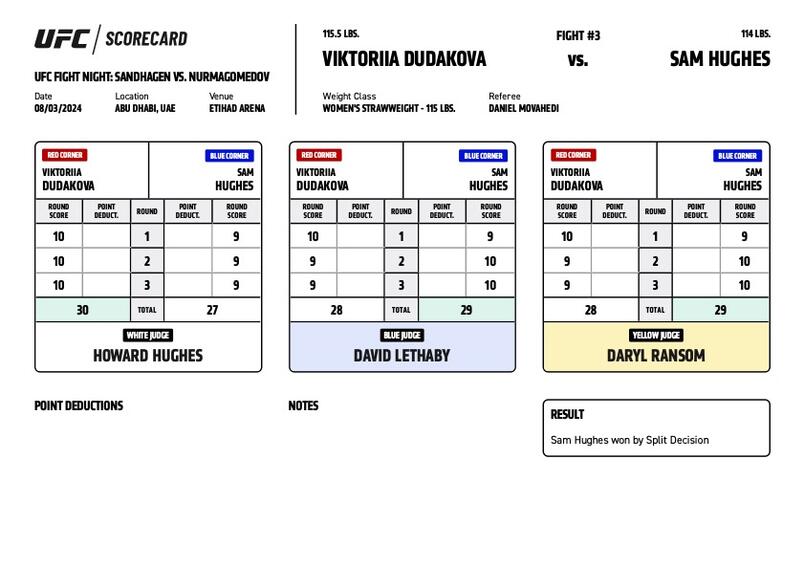 UFC / SCORECARD
UFC FIGHT NIGHT: SANDHAGEN VS. NURMAGOMEDOV
Date Location Venue
08/03/2024 ABU DHABI, UAE ETIHAD ARENA
115.5 LBS. FIGHT #3 114 LBS.
VIKTORIIA DUDAKOVA VS. SAM HUGHES
Weight Class Referee
WOMEN'S STRAWWEIGHT - 115 LBS. DANIEL MOVAHEDI
RED CORNER BLUE CORNER
VIKTORIIA SAM
DUDAKOVA HUGHES
ROUND SCORE POINT DEDUCT. ROUND POINT DEDUCT. ROUND SCORE
10 1 9
10 2 9
10 3 9
30 TOTAL 27
WHITE JUDGE
HOWARD HUGHES
RED CORNER BLUE CORNER
VIKTORIIA SAM
DUDAKOVA HUGHES
ROUND SCORE POINT DEDUCT. ROUND POINT DEDUCT. ROUND SCORE
10 1 9
9 2 10
9 3 10
28 TOTAL 29
BLUE JUDGE
DAVID LETHABY
RED CORNER BLUE CORNER
VIKTORIIA SAM
DUDAKOVA HUGHES
ROUND SCORE POINT DEDUCT. ROUND POINT DEDUCT. ROUND SCORE
10 1 9
9 2 10
9 3 10
28 TOTAL 29
YELLOW JUDGE
DARYL RANSOM
POINT DEDUCTIONS
NOTES
RESULT
Sam Hughes won by Split Decision